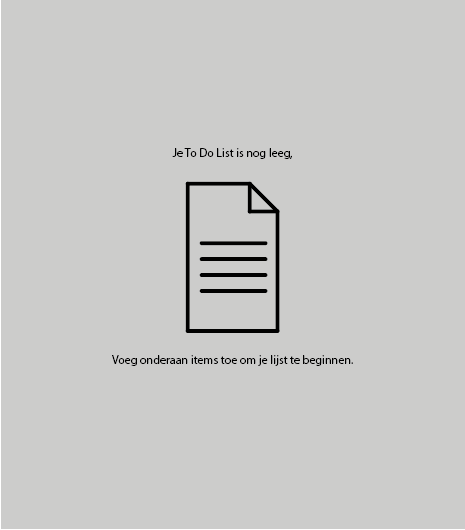 Je To Do List is nog leeg,
Voeg onderaan items toe om je lijst te beginnen.